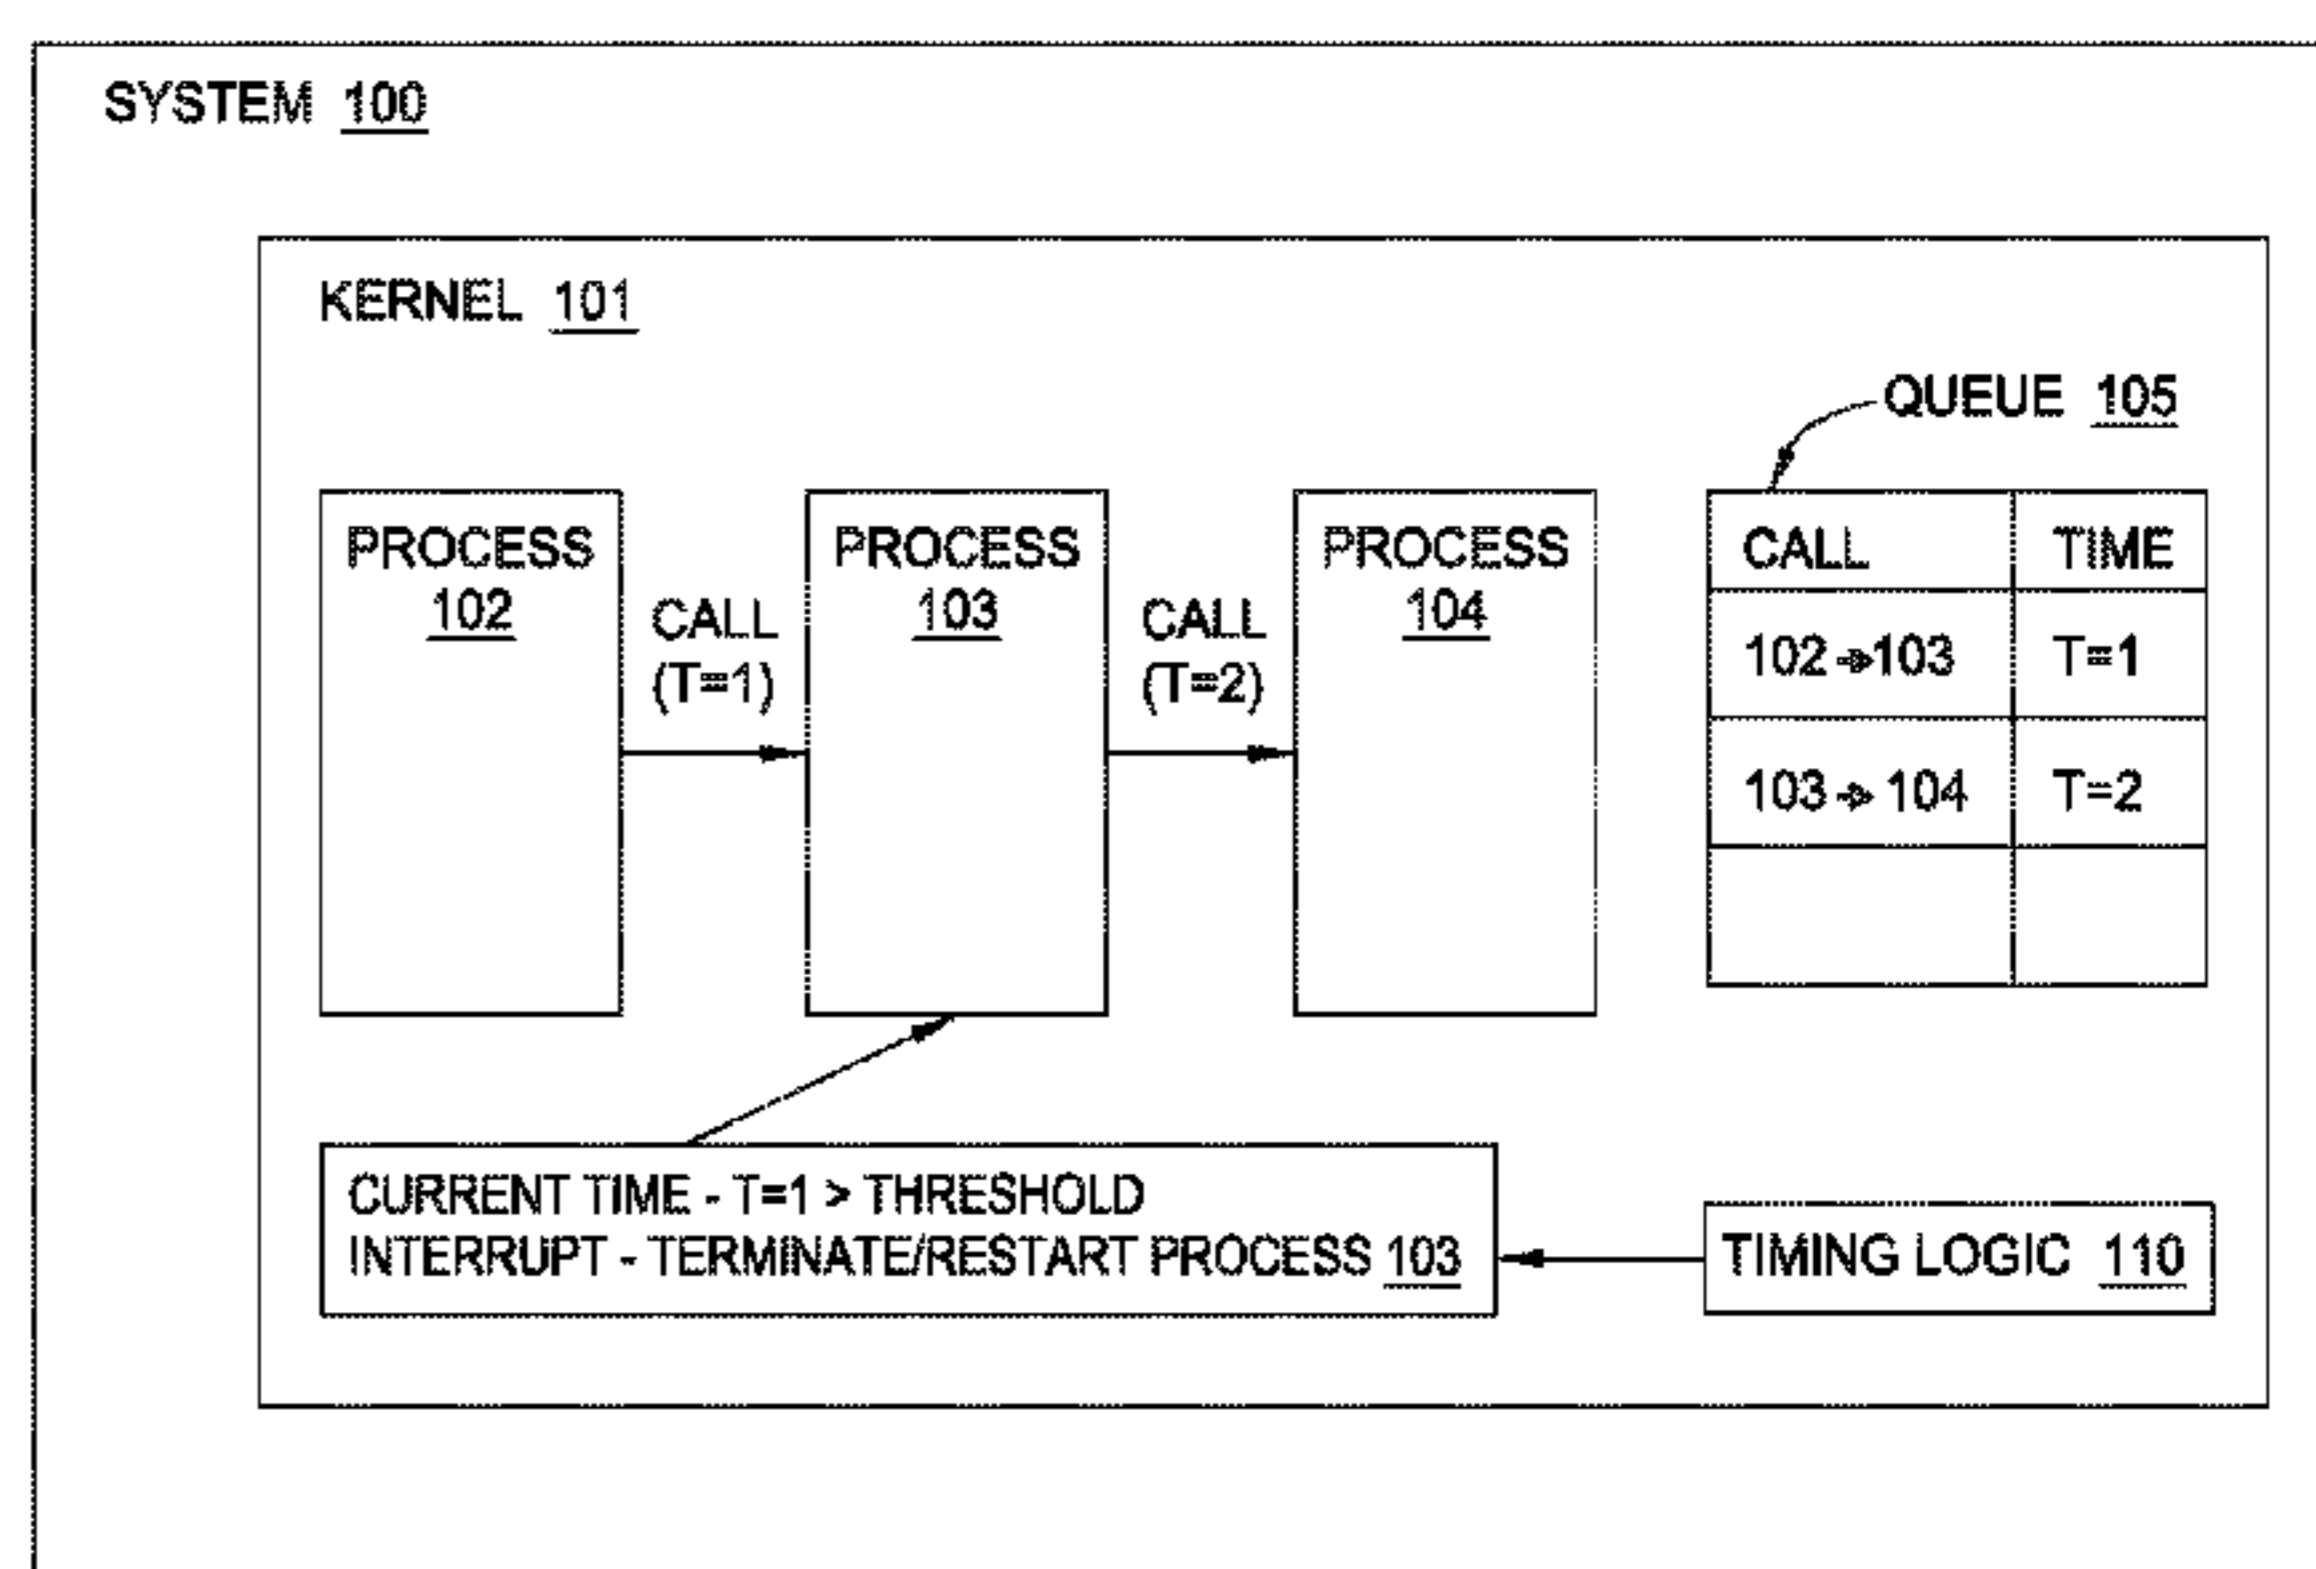 SYSTEM 100
KERNEL 101
QUEUE 105
PROCESS
102
CALL
(T=1)
PROCESS
103
CALL
(T=2)
PROCESS
104
CALL TIME
102→103 T=1
103→104 T=2
CURRENT TIME - T=1 > THRESHOLD
INTERRUPT - TERMINATE/RESTART PROCESS 103
TIMING LOGIC 110